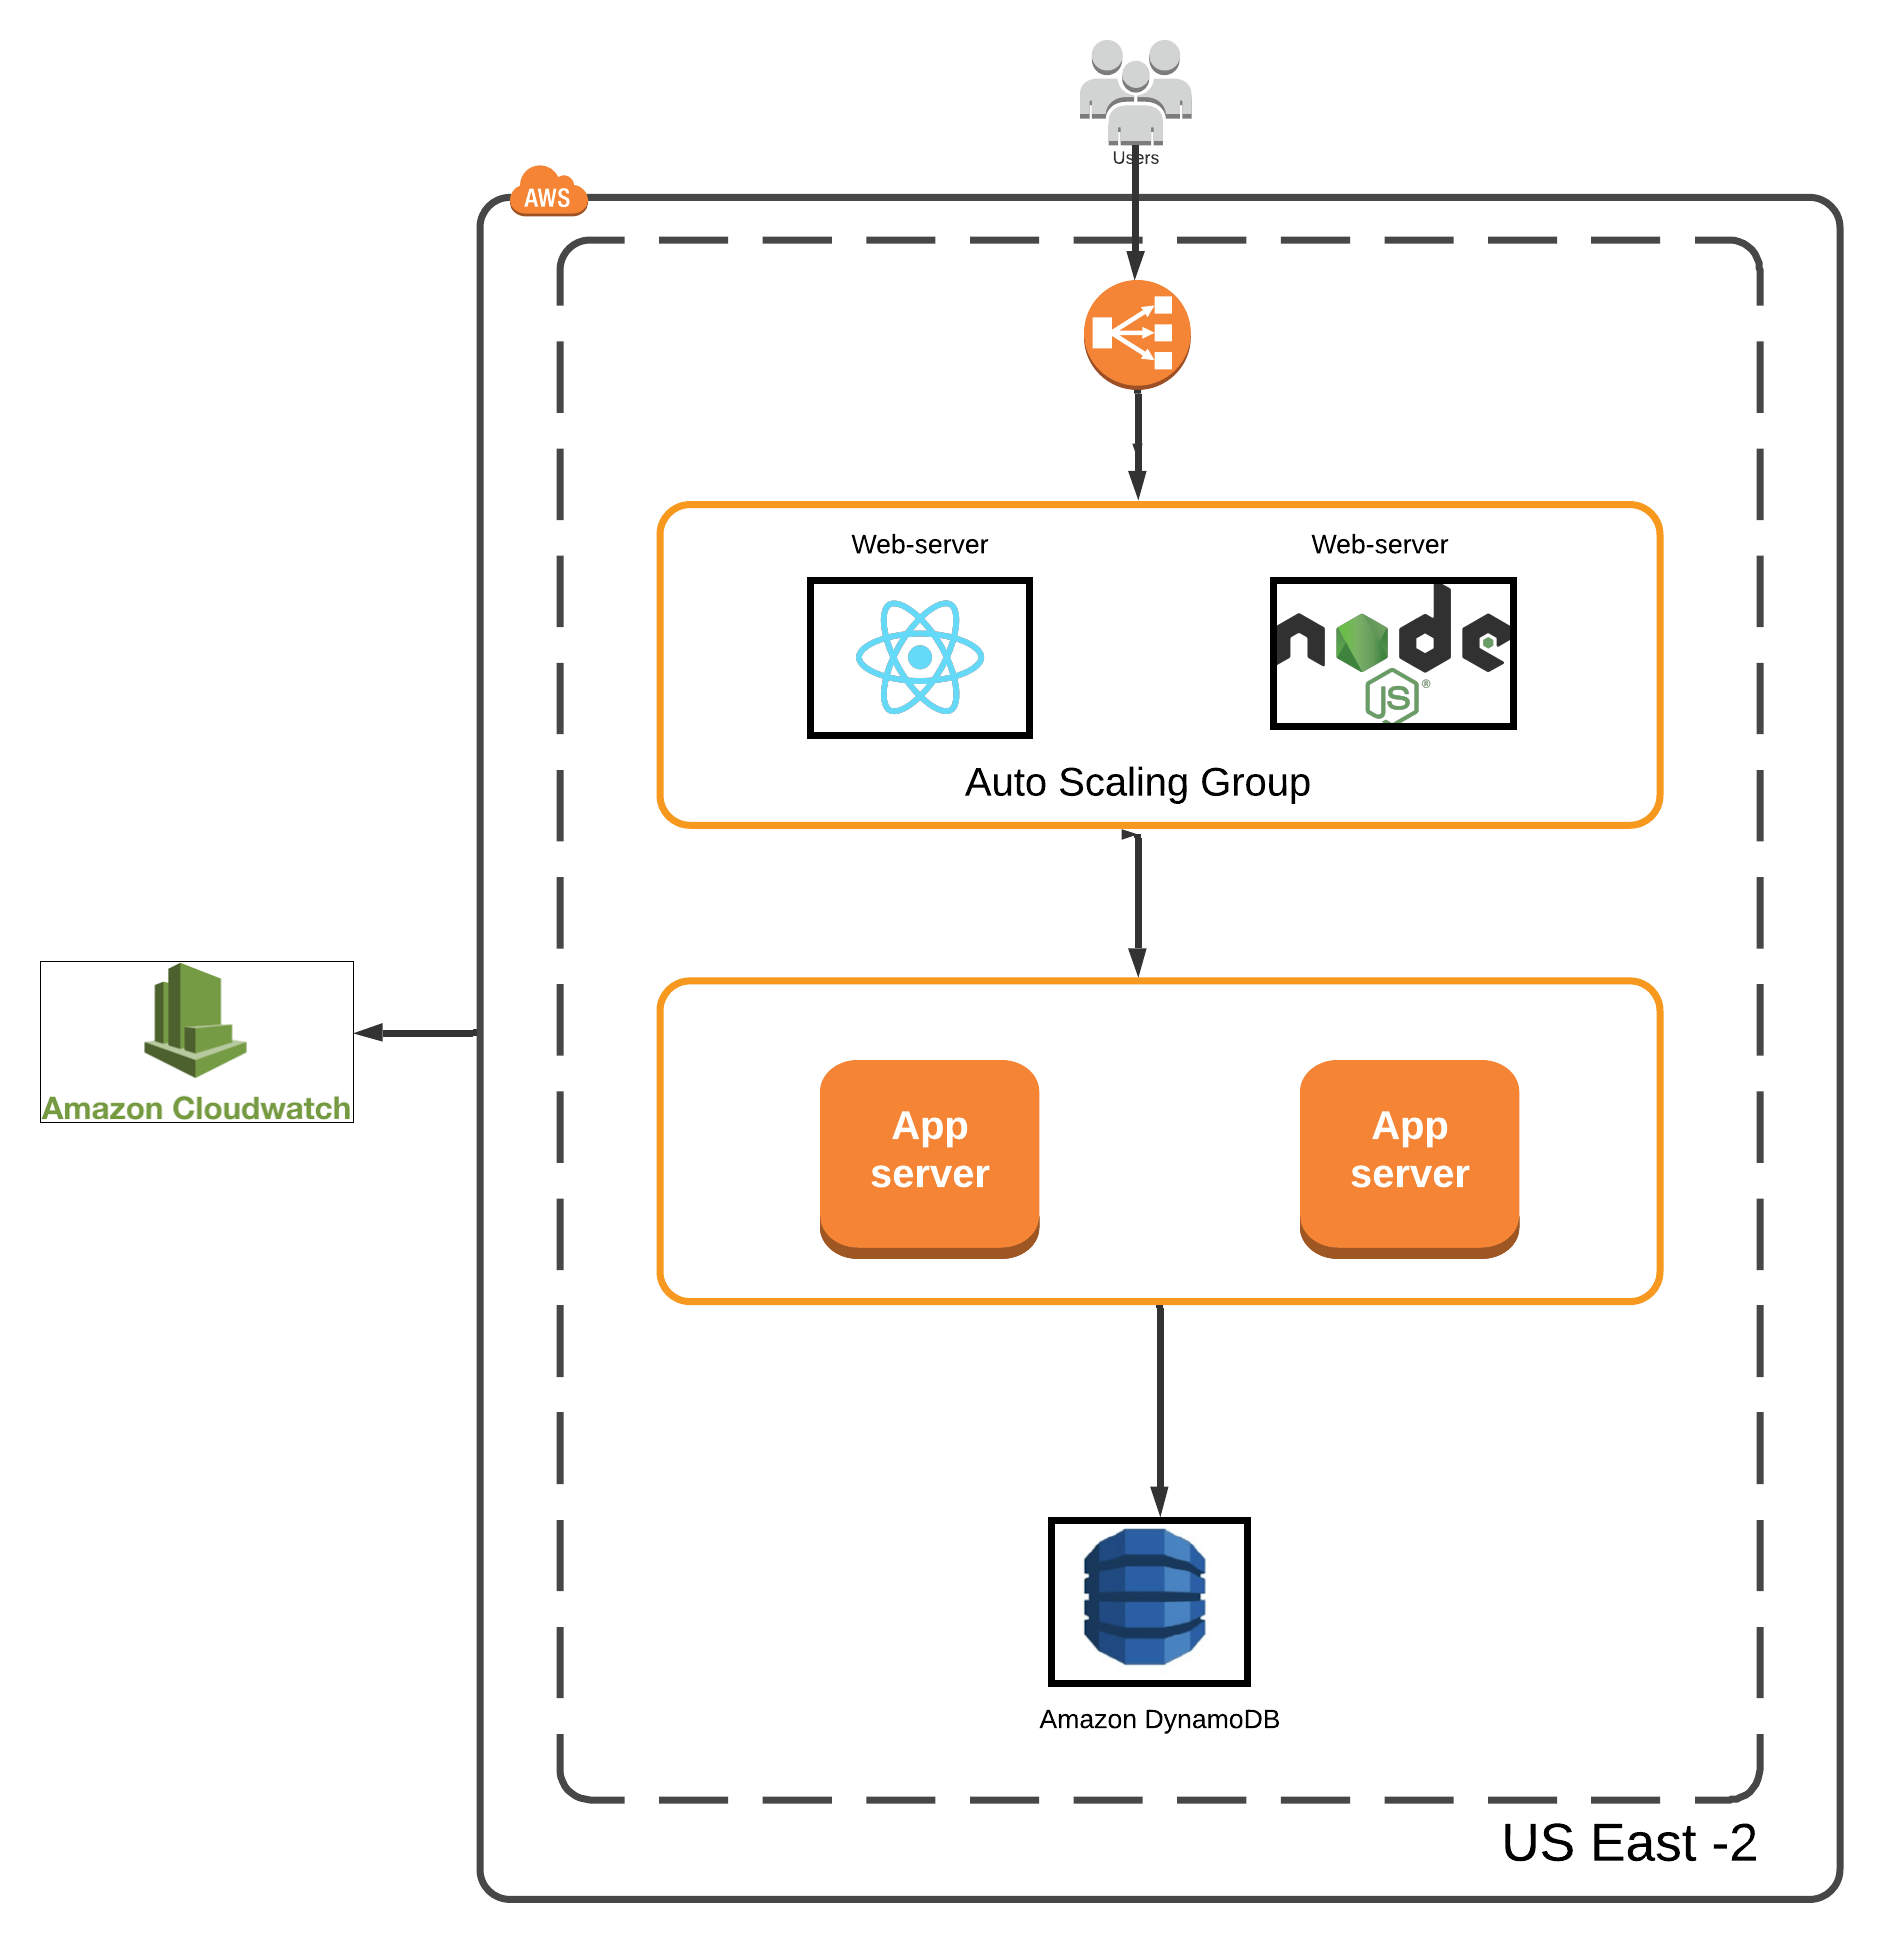 Users
AWS
Web-server
Web-server
node
JS®
Auto Scaling Group
Amazon Cloudwatch
App
server
App
server
Amazon DynamoDB
US East -2